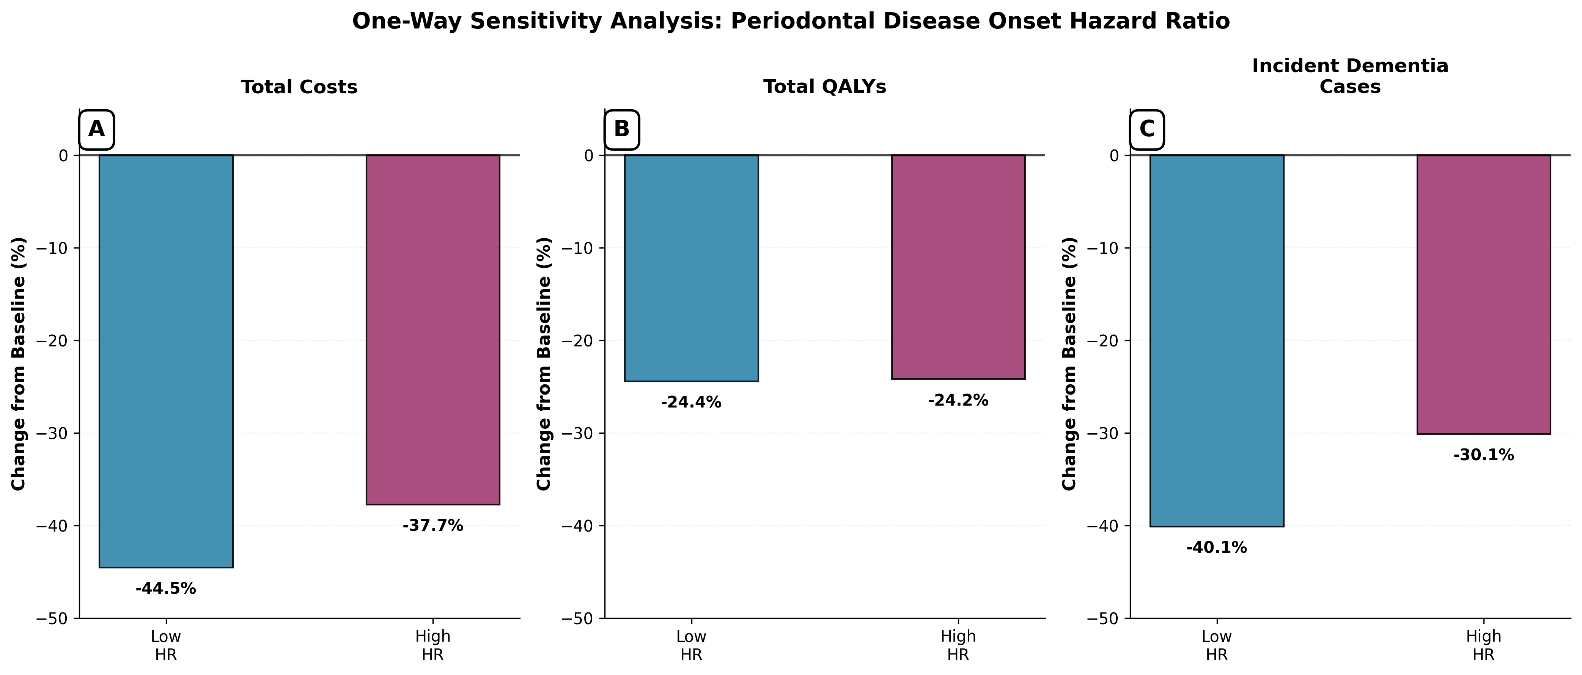 One-Way Sensitivity Analysis: Periodontal Disease Onset Hazard Ratio
Total Costs
A
Change from Baseline (%)
0
−10
−20
−30
−40
−50
-44.5%
-37.7%
Low
HR
High
HR
Total QALYs
B
Change from Baseline (%)
0
−10
−20
−30
−40
−50
-24.4%
-24.2%
Low
HR
High
HR
Incident Dementia
Cases
C
Change from Baseline (%)
0
−10
−20
−30
−40
−50
-40.1%
-30.1%
Low
HR
High
HR